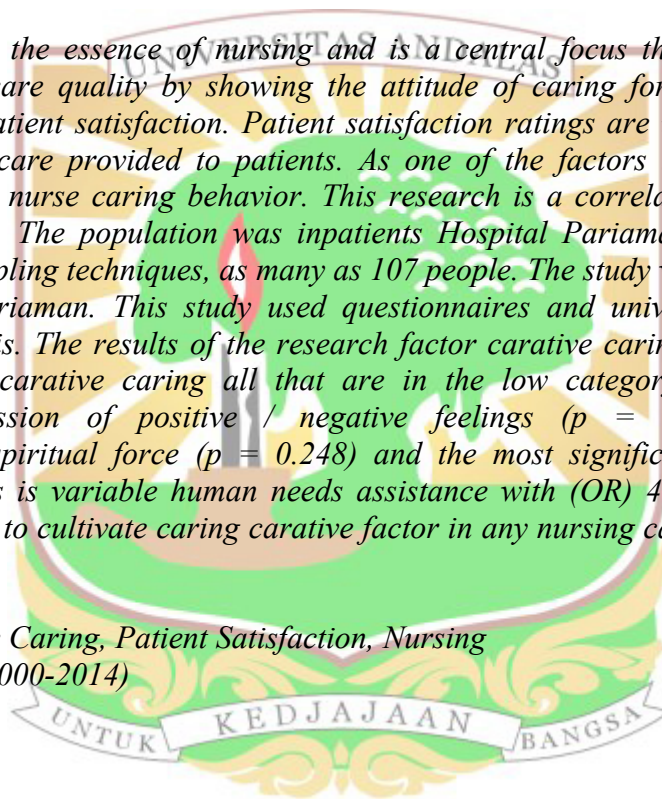 UNIVERSITAS ANDALAS
the essence of nursing and is a central focus th
care quality by showing the attitude of caring for
atient satisfaction. Patient satisfaction ratings are
care provided to patients. As one of the factors
nurse caring behavior. This research is a correla
The population was inpatients Hospital Pariama
pling techniques, as many as 107 people. The study
riaman. This study used questionnaires and univ
is. The results of the research factor carative carin
carative caring all that are in the low category
ssion of positive / negative feelings (p =
spiritual force (p = 0.248) and the most signific
s is variable human needs assistance with (OR) 4
to cultivate caring carative factor in any nursing ca
Caring, Patient Satisfaction, Nursing
000-2014)
UNTUK KEDJAJAAN BANGSA